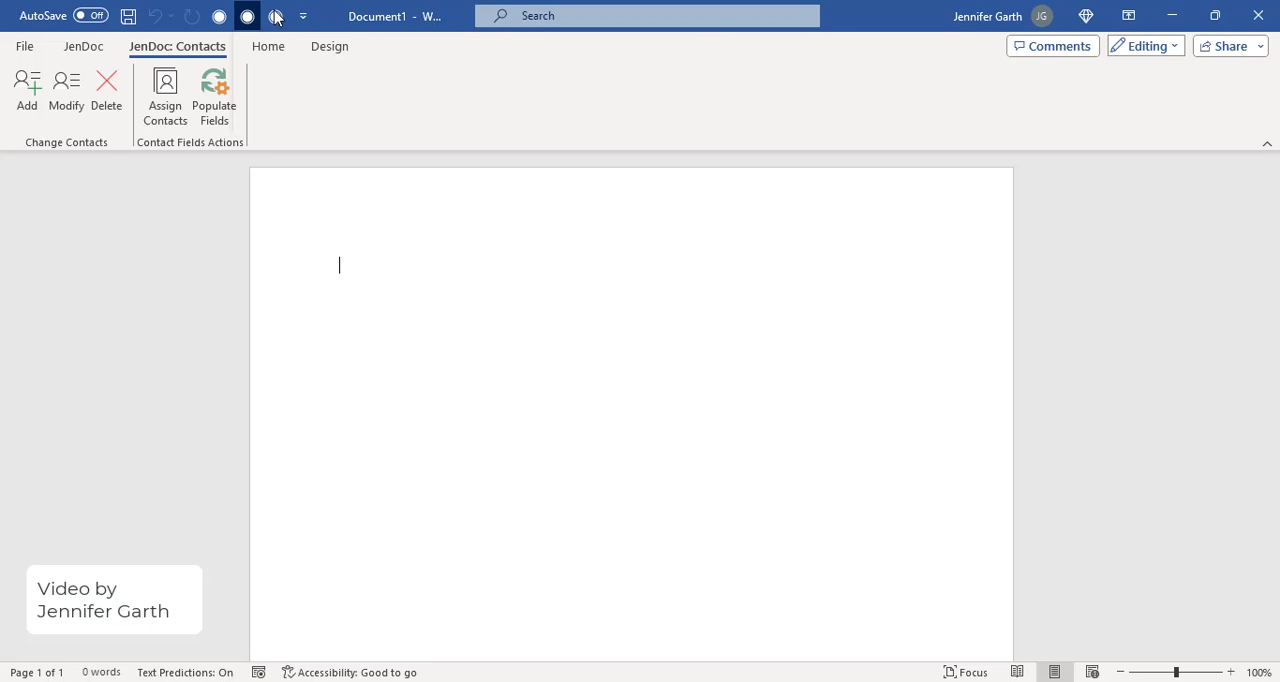 AutoSave Off Document1 - W... Search Jennifer Garth JG
File JenDoc JenDoc: Contacts Home Design Comments Editing Share
Add Modify Delete Assign Contacts Populate Fields
Change Contacts Contact Fields Actions
Video by
Jennifer Garth
Page 1 of 1 0 words Text Predictions: On Accessibility: Good to go Focus 100%